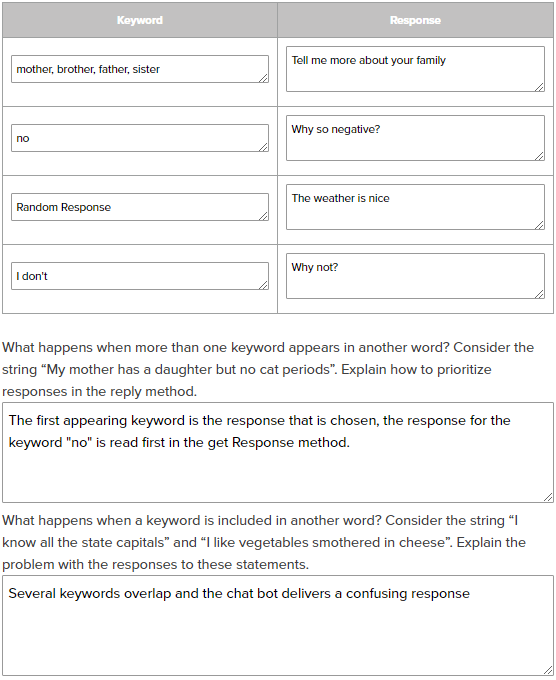 Keyword Response
mother, brother, father, sister
Tell me more about your family
no
Why so negative?
Random Response
The weather is nice
I don't
Why not?
What happens when more than one keyword appears in another word? Consider the
string “My mother has a daughter but no cat periods”. Explain how to prioritize
responses in the reply method.
The first appearing keyword is the response that is chosen, the response for the
keyword "no" is read first in the get Response method.
What happens when a keyword is included in another word? Consider the string “I
know all the state capitals” and “I like vegetables smothered in cheese”. Explain the
problem with the responses to these statements.
Several keywords overlap and the chat bot delivers a confusing response